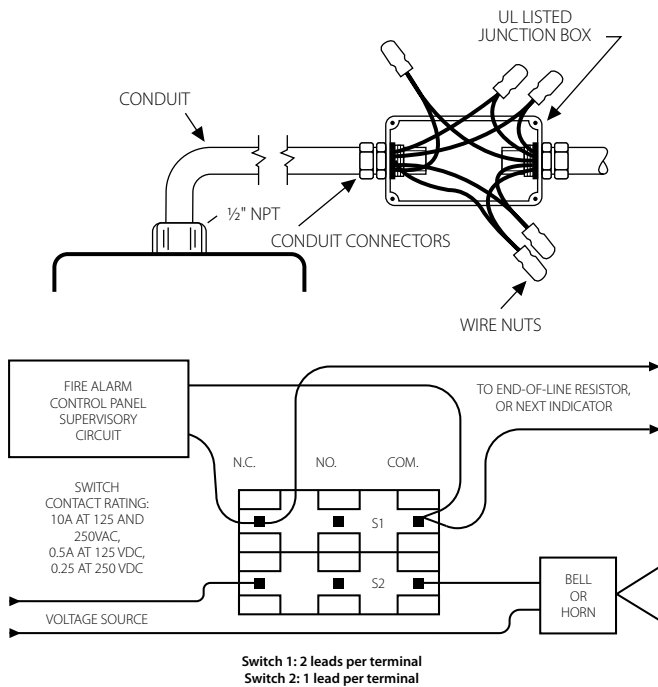 UL LISTED
JUNCTION BOX
CONDUIT
½" NPT
CONDUIT CONNECTORS
WIRE NUTS
FIRE ALARM
CONTROL PANEL
SUPERVISORY
CIRCUIT
TO END-OF-LINE RESISTOR,
OR NEXT INDICATOR
N.C.
NO.
COM.
SWITCH
CONTACT RATING:
10A AT 125 AND
250VAC,
0.5A AT 125 VDC,
0.25 AT 250 VDC
S1
S2
BELL
OR
HORN
VOLTAGE SOURCE
Switch 1: 2 leads per terminal
Switch 2: 1 lead per terminal